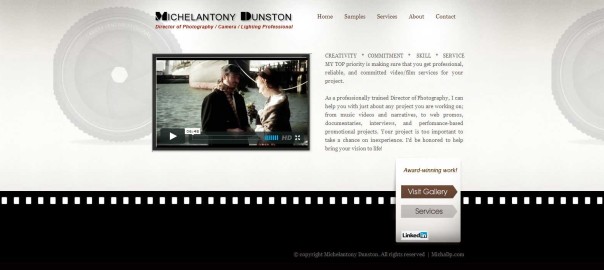 MICHELANTONY DUNSTON
Director of Photography / Camera / Lighting Professional
Home Samples Services About Contact
CREATIVITY * COMMITMENT * SKILL * SERVICE
MY TOP priority is making sure that you get professional,
reliable, and committed video/film services for your
project.
As a professionally trained Director of Photography, I can
help you with just about any project you are working on;
from music videos and narratives, to web promos,
documentaries, interviews, and perfomance-based
promotional projects. Your project is too important to
take a chance on inexperience. I'd be honored to help
bring your vision to life!
HD
Award-winning work!
Visit Gallery
Services
LinkedIn
© copyright Michelantony Dunston. All rights reserved |